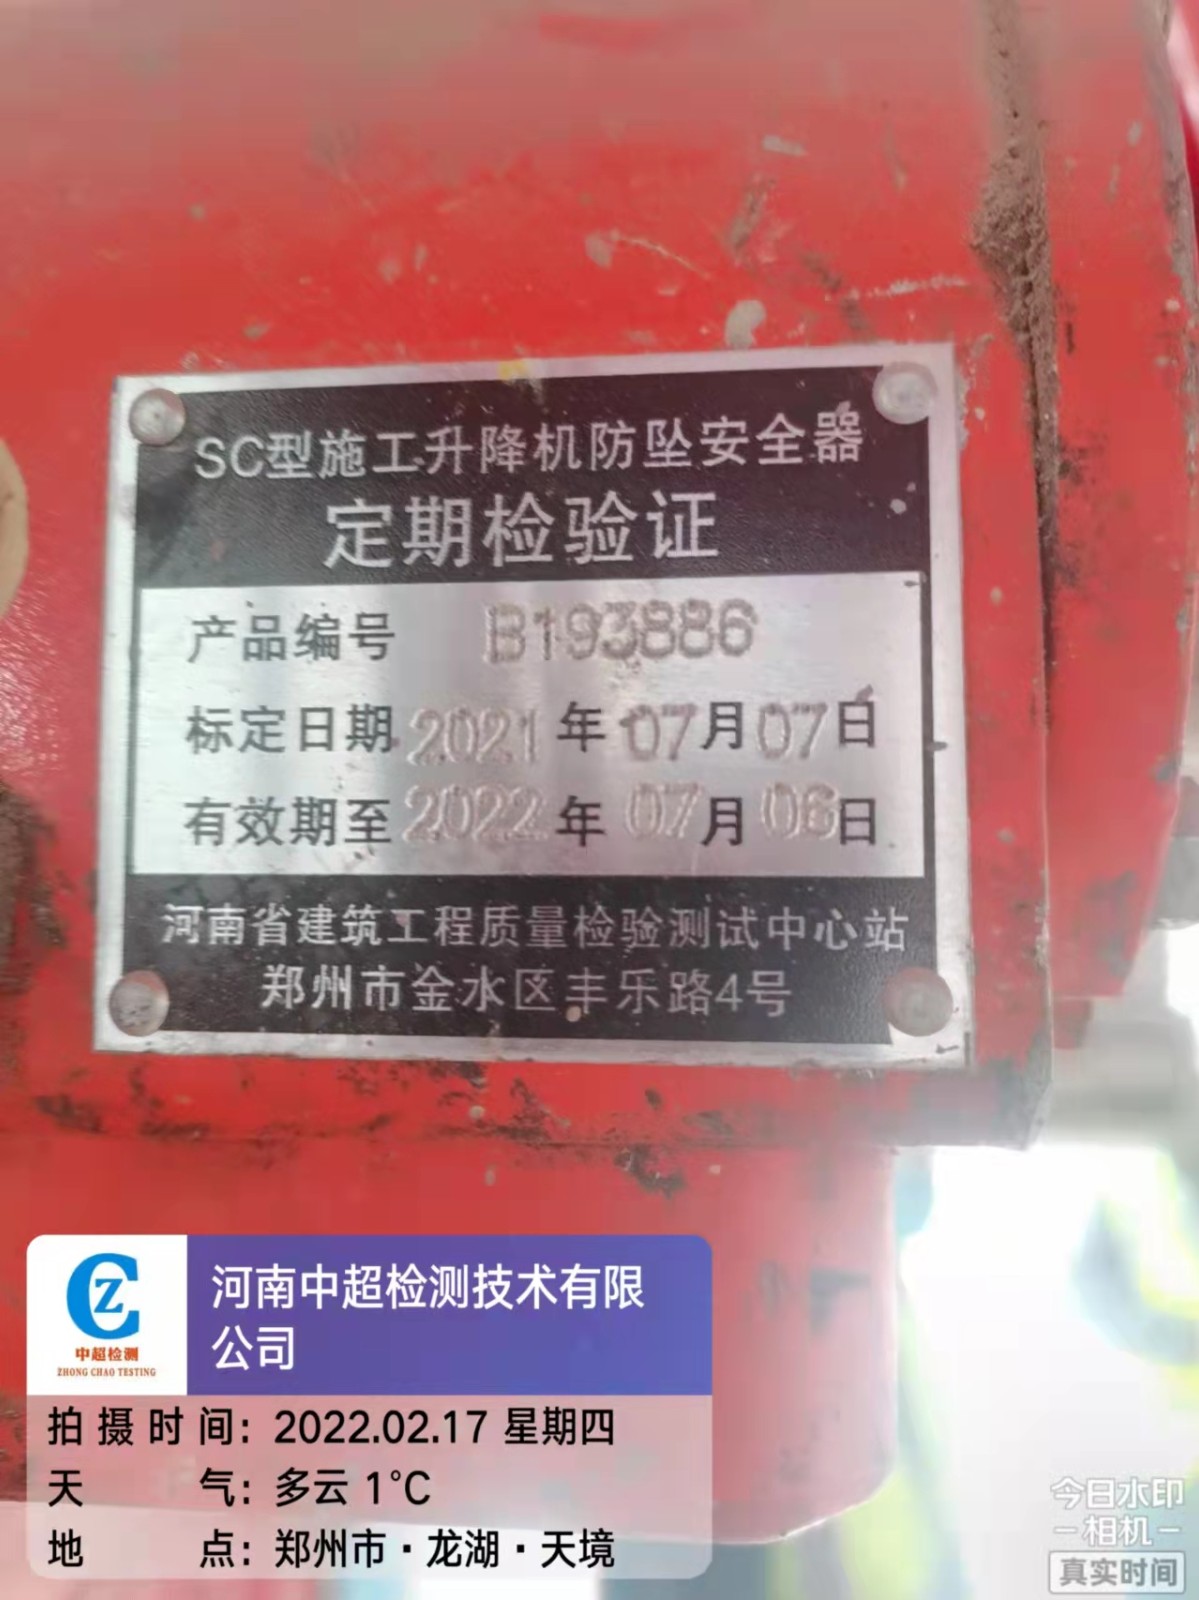 SC型施工升降机防坠安全器
定期检验证
产品编号 B193886
标定日期 2021 年 07 月 07 日
有效期至 2022 年 07 月 06 日
河南省建筑工程质量检验测试中心站
郑州市金水区丰乐路4号
CZ
中超检测
ZHONG CHAO TESTING
河南中超检测技术有限
公司
拍摄时间：2022.02.17 星期四
天气：多云 1℃
地点：郑州市·龙湖·天境
今日水印
-相机-
真实时间